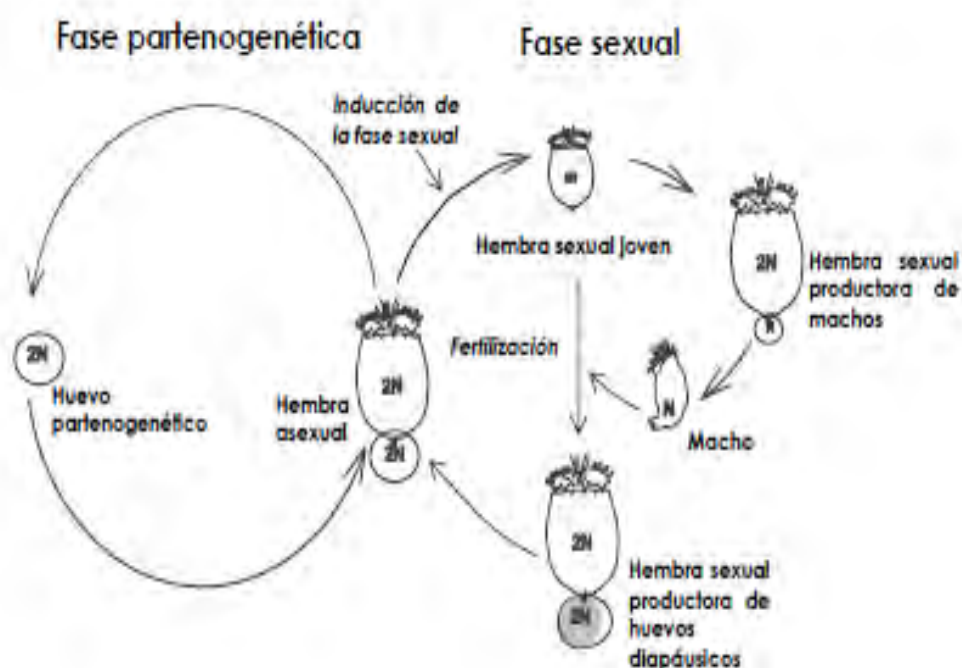 Fase partenogenética
Fase sexual
Inducción de
la fase sexual
Hembra sexual joven
2N
Hembra sexual
productora de
machos
N
2N
Huevo
partenogenético
2N
Hembra
asexual
2N
Fertilización
N
Macho
2N
2N
Hembra sexual
productora de
huevos
diapáusicos